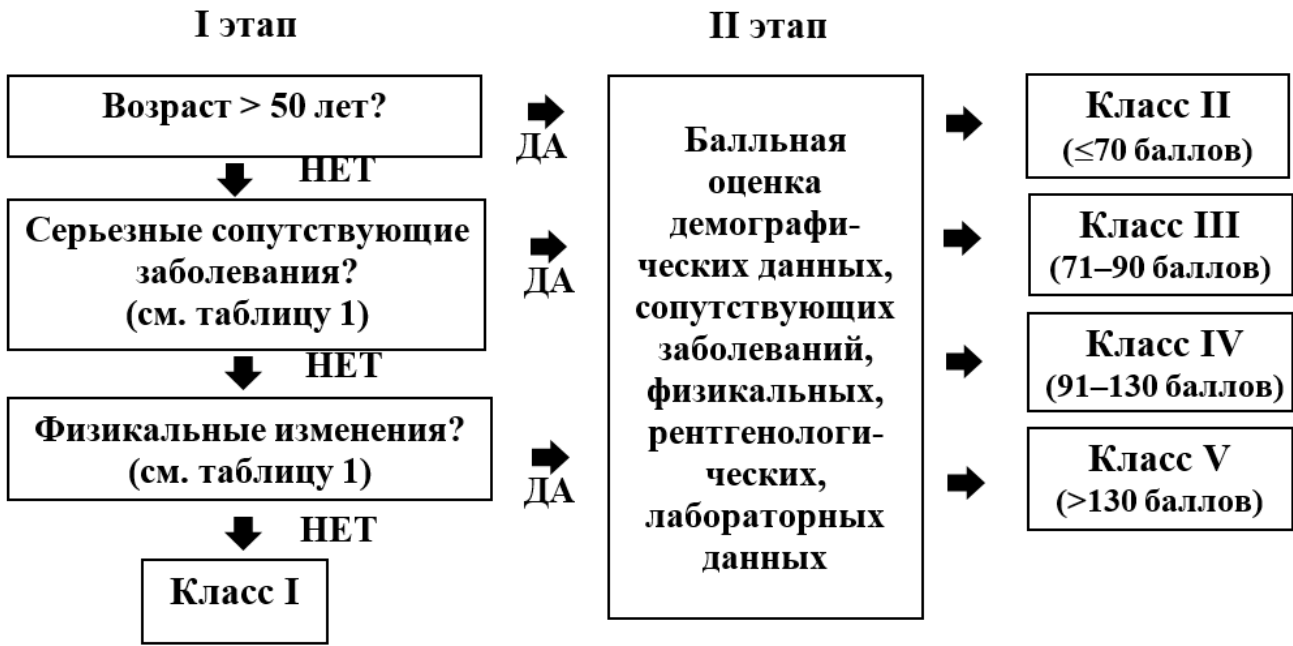 I этап
II этап
Возраст > 50 лет?
ДА
НЕТ
Серьезные сопутствующие
заболевания?
(см. таблицу 1)
ДА
НЕТ
Физикальные изменения?
(см. таблицу 1)
ДА
НЕТ
Класс I
Балльная
оценка
демографи-
ческих данных,
сопутствующих
заболеваний,
физикальных,
рентгенологи-
ческих,
лабораторных
данных
Класс II
(≤70 баллов)
Класс III
(71–90 баллов)
Класс IV
(91–130 баллов)
Класс V
(>130 баллов)